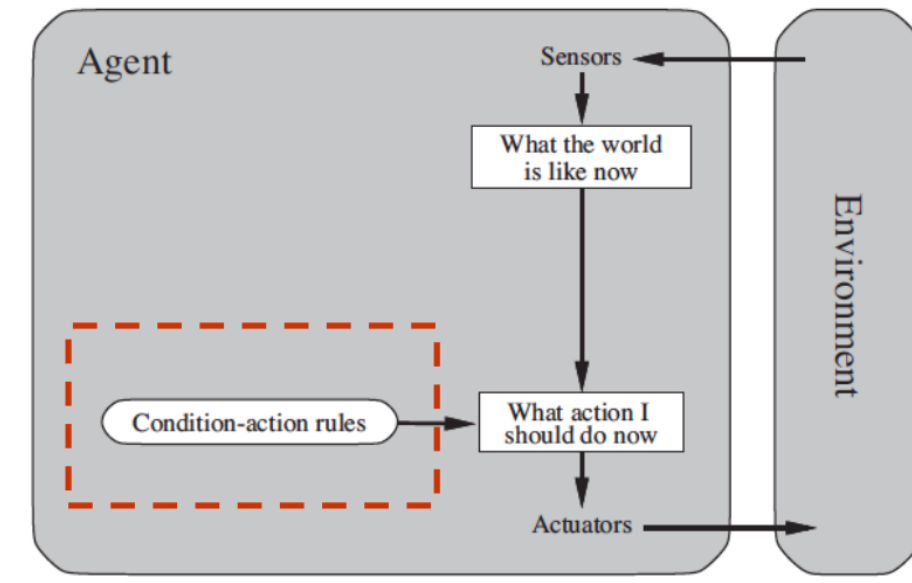 Agent
Sensors
What the world
is like now
Environment
Condition-action rules
What action I
should do now
Actuators